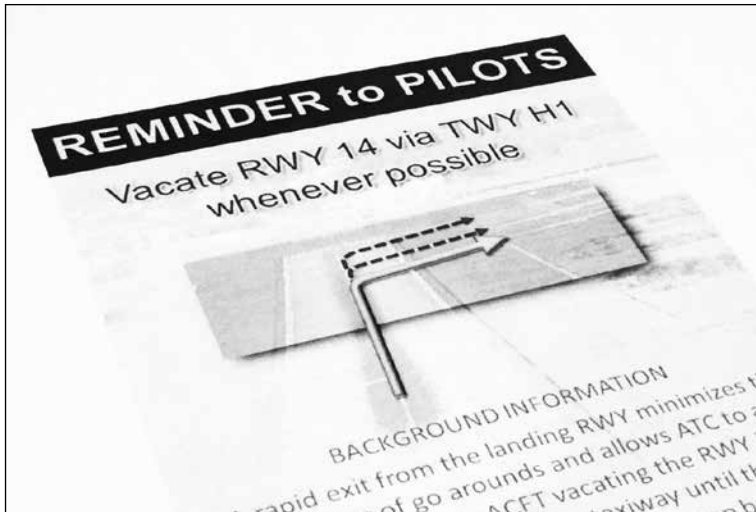 REMINDER to PILOTS
Vacate RWY 14 via TWY H1
whenever possible
BACKGROUND INFORMATION
rapid exit from the landing RWY minimizes
of go arounds and allows ATC to
ACFT vacating the RWY
until